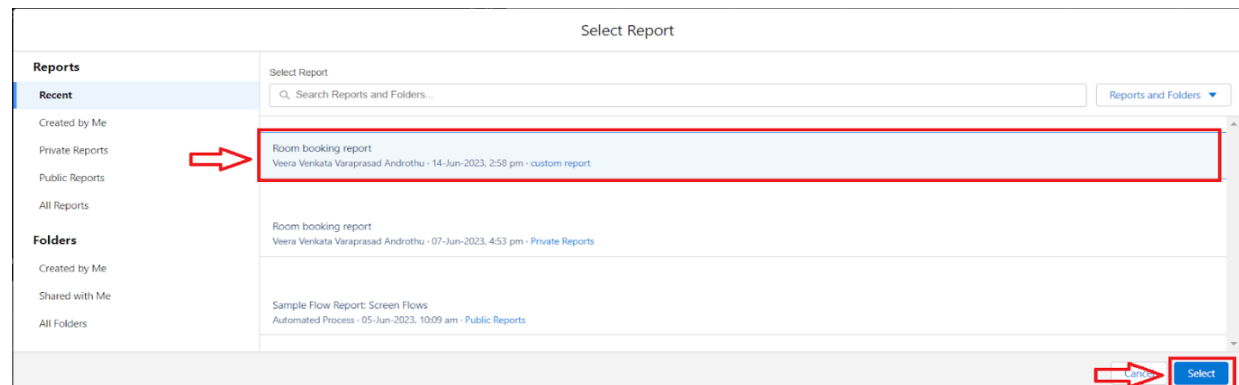 Select Report
Reports
Recent
Created by Me
Private Reports
Public Reports
All Reports
Folders
Created by Me
Shared with Me
All Folders
Select Report
Search Reports and Folders...
Reports and Folders
Room booking report
Veera Venkata Varaprasad Androthu · 14-Jun-2023, 2:58 pm · custom report
Room booking report
Veera Venkata Varaprasad Androthu · 07-Jun-2023, 4:53 pm · Private Reports
Sample Flow Report: Screen Flows
Automated Process · 05-Jun-2023, 10:09 am · Public Reports
Cancel
Select